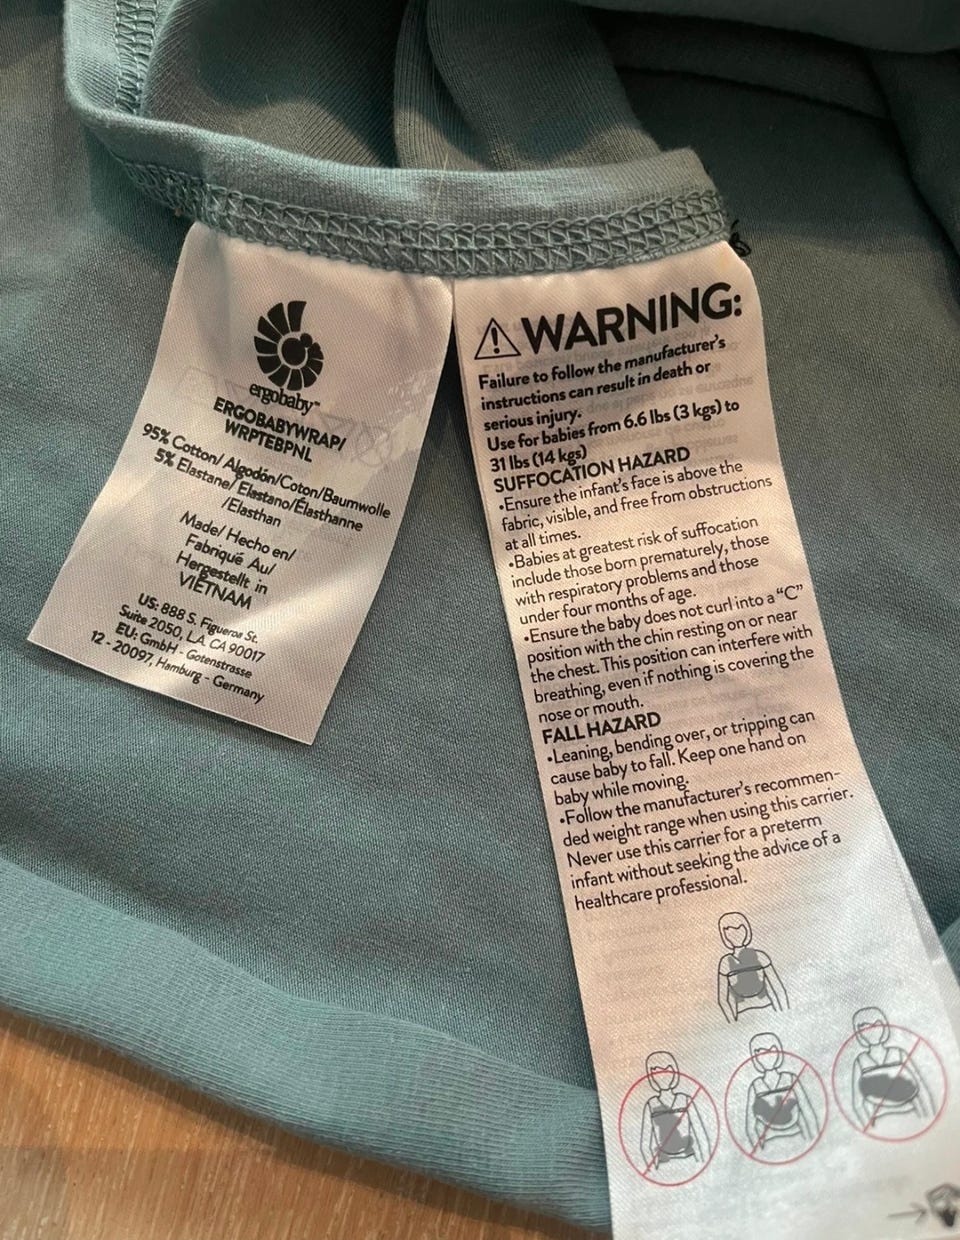 ergobaby™
ERGOBABYWRAP/
WRPTEBPNL
95% Cotton/ Algodón/Coton/Baumwolle
5% Elastane/ Elastano/Élasthanne
/Elasthan
Made/ Hecho en/
Fabriqué Au/
Hergestellt in
VIETNAM
US: 888 S. Figueroa St.
Suite 2050, L.A. CA 90017
EU: GmbH - Gotenstrasse
12 - 20097, Hamburg - Germany
WARNING:
Failure to follow the manufacturer's
instructions can result in death or
serious injury.
Use for babies from 6.6 lbs (3 kgs) to
31 lbs (14 kgs)
SUFFOCATION HAZARD
•Ensure the infant's face is above the
fabric, visible, and free from obstructions
at all times.
•Babies at greatest risk of suffocation
include those born prematurely, those
with respiratory problems and those
under four months of age.
•Ensure the baby does not curl into a "C"
position with the chin resting on or near
the chest. This position can interfere with
breathing, even if nothing is covering the
nose or mouth.
FALL HAZARD
•Leaning, bending over, or tripping can
cause baby to fall. Keep one hand on
baby while moving.
•Follow the manufacturer's recommen-
ded weight range when using this carrier.
Never use this carrier for a preterm
infant without seeking the advice of a
healthcare professional.